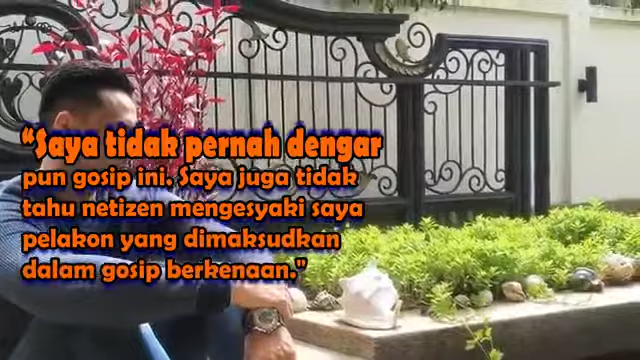 “Saya tidak pernah dengar
pun gosip ini. Saya juga tidak
tahu netizen mengesyaki saya
pelakon yang dimaksudkan
dalam gosip berkenaan."